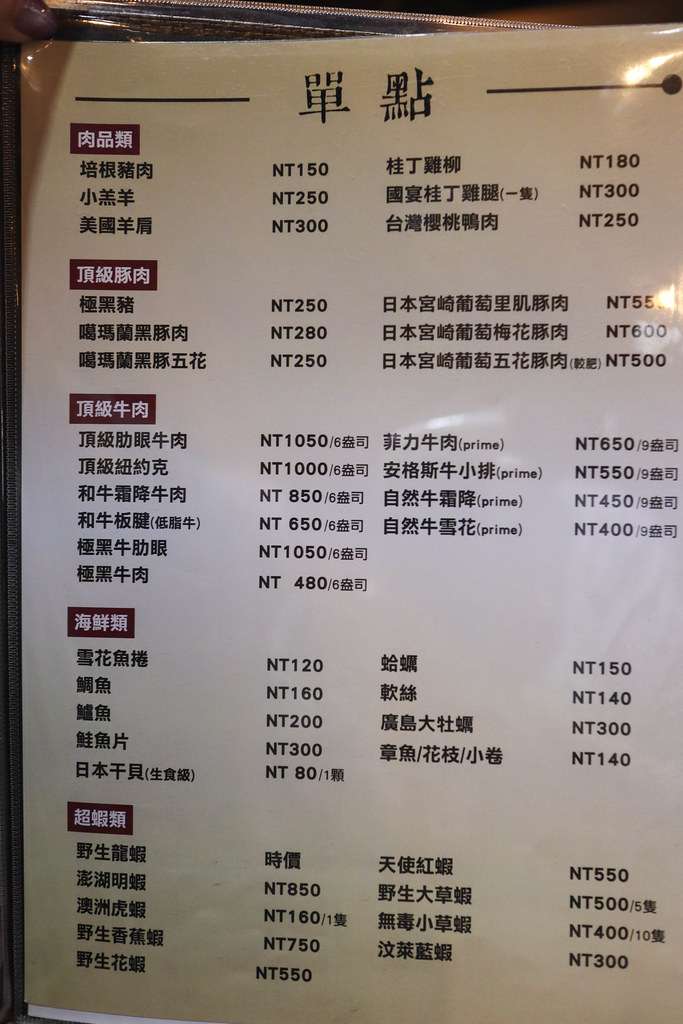 單 點
肉品類
培根豬肉 NT150 桂丁雞柳 NT180
小羔羊 NT250 國宴桂丁雞腿(一隻) NT300
美國羊肩 NT300 台灣櫻桃鴨肉 NT250
頂級豚肉
極黑豬 NT250 日本宮崎葡萄里肌豚肉
噶瑪蘭黑豚肉 NT280 日本宮崎葡萄梅花豚肉 NT600
噶瑪蘭黑豚五花 NT250 日本宮崎葡萄五花豚肉(較肥) NT500
頂級牛肉
頂級肋眼牛肉 NT1050/6盎司 菲力牛肉(prime) NT650/9盎司
頂級紐約克 NT1000/6盎司 安格斯牛小排(prime) NT550/9盎司
和牛霜降牛肉 NT 850/6盎司 自然牛霜降(prime) NT450/9盎司
和牛板腱(低脂牛) NT 650/6盎司 自然牛雪花(prime) NT400/9盎司
極黑牛肋眼 NT1050/6盎司
極黑牛肉 NT 480/6盎司
海鮮類
雪花魚捲 NT120 蛤蠣 NT150
鯛魚 NT160 軟絲 NT140
鱸魚 NT200 廣島大牡蠣 NT300
鮭魚片 NT300 章魚/花枝/小卷 NT140
日本干貝(生食級) NT 80/1顆
超蝦類
野生龍蝦 時價 天使紅蝦 NT550
澎湖明蝦 NT850 野生大草蝦 NT500/5隻
澳洲虎蝦 NT160/1隻 無毒小草蝦 NT400/10隻
野生香蕉蝦 NT750 汶萊藍蝦 NT300
野生花蝦 NT550